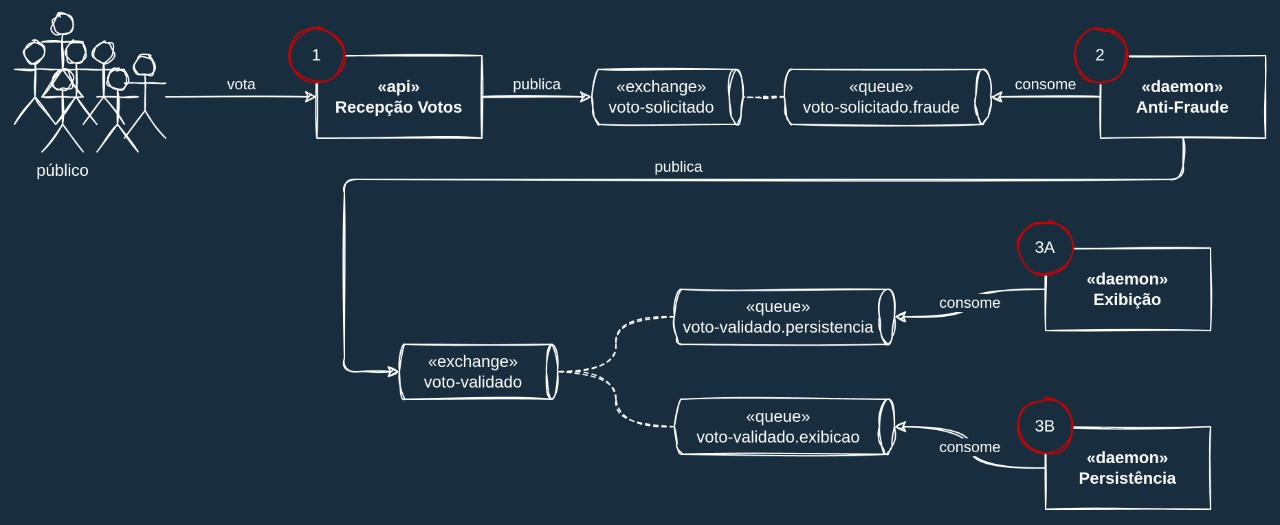 1
2
vota
«api»
Recepção Votos
publica
«exchange»
voto-solicitado
«queue»
voto-solicitado.fraude
consome
«daemon»
Anti-Fraude
público
publica
3A
«daemon»
Exibição
consome
«queue»
voto-validado.persistencia
«exchange»
voto-validado
«queue»
voto-validado.exibicao
consome
3B
«daemon»
Persistência